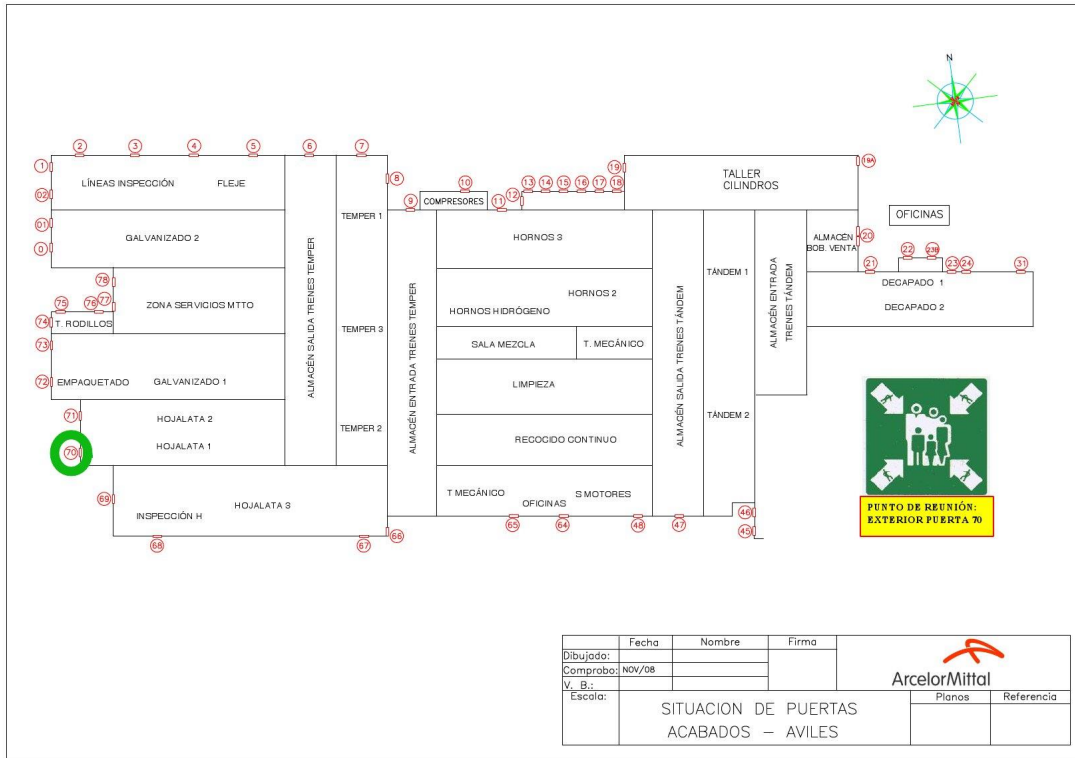 N
2
3
4
5
6
7
1
8
19
19A
LÍNEAS INSPECCIÓN
FLEJE
TALLER
CILINDROS
02
10
13
14
15
16
17
18
COMPRESORES
12
9
11
TEMPER 1
01
0
GALVANIZADO 2
HORNOS 3
ALMACÉN
BOB. VENTA
20
OFICINAS
21
22
23B
23
24
31
78
77
75
76
74
ZONA SERVICIOS MTTO
T. RODILLOS
HORNOS 2
HORNOS HIDRÓGENO
TÁNDEM 1
DECAPADO 1
DECAPADO 2
ALMACÉN SALIDA TRENES TEMPER
TEMPER 3
ALMACÉN ENTRADA TRENES TEMPER
SALA MEZCLA
T. MECÁNICO
ALMACÉN SALIDA TRENES TÁNDEM
ALMACÉN ENTRADA
TRENES TÁNDEM
73
72
EMPAQUETADO
GALVANIZADO 1
LIMPIEZA
71
HOJALATA 2
TEMPER 2
TÁNDEM 2
70
HOJALATA 1
RECOCIDO CONTINUO
69
HOJALATA 3
INSPECCIÓN H
T MECÁNICO
OFICINAS
S MOTORES
68
67
66
65
64
48
47
46
45
PUNTO DE REUNIÓN:
EXTERIOR PUERTA 70
Fecha
Nombre
Firma
Dibujado:
Comprobo:
NOV/08
V. B.:
ArcelorMittal
Escala:
SITUACION DE PUERTAS
ACABADOS – AVILES
Planos
Referencia